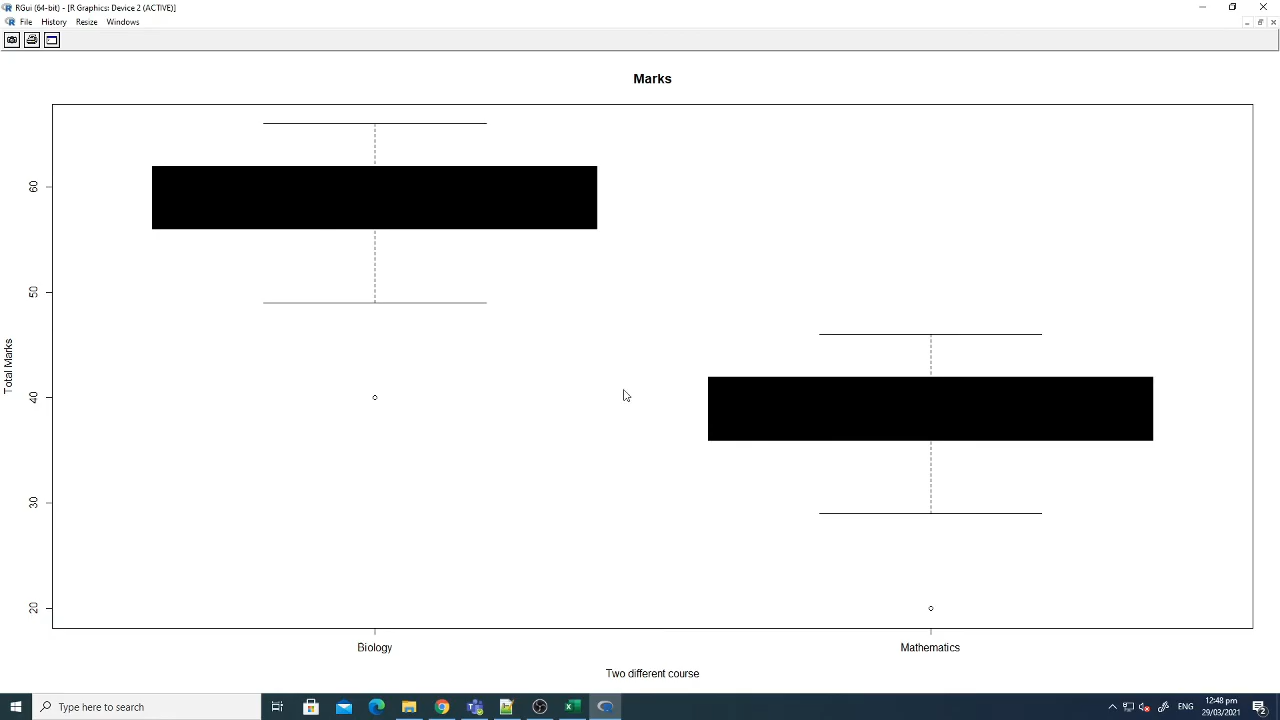 RGui (64-bit) - [R Graphics: Device 2 (ACTIVE)]
File History Resize Windows
Marks
Total Marks
60
50
40
30
20
Biology Mathematics
Two different course
Type here to search
ENG
12:48 pm
29/03/2021
2